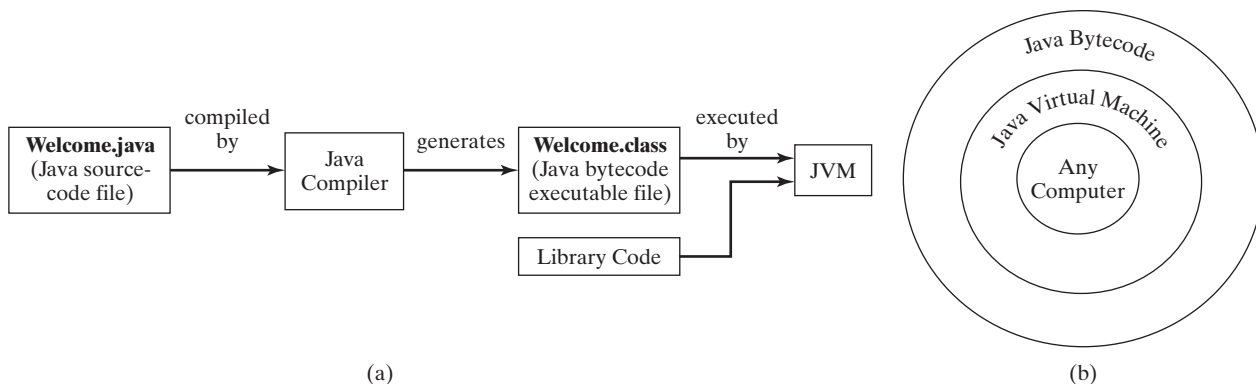 Welcome.java
(Java source-
code file)
compiled
by
Java
Compiler
generates
Welcome.class
(Java bytecode
executable file)
Library Code
executed
by
JVM
(a)
Java Bytecode
Java Virtual Machine
Any
Computer
(b)